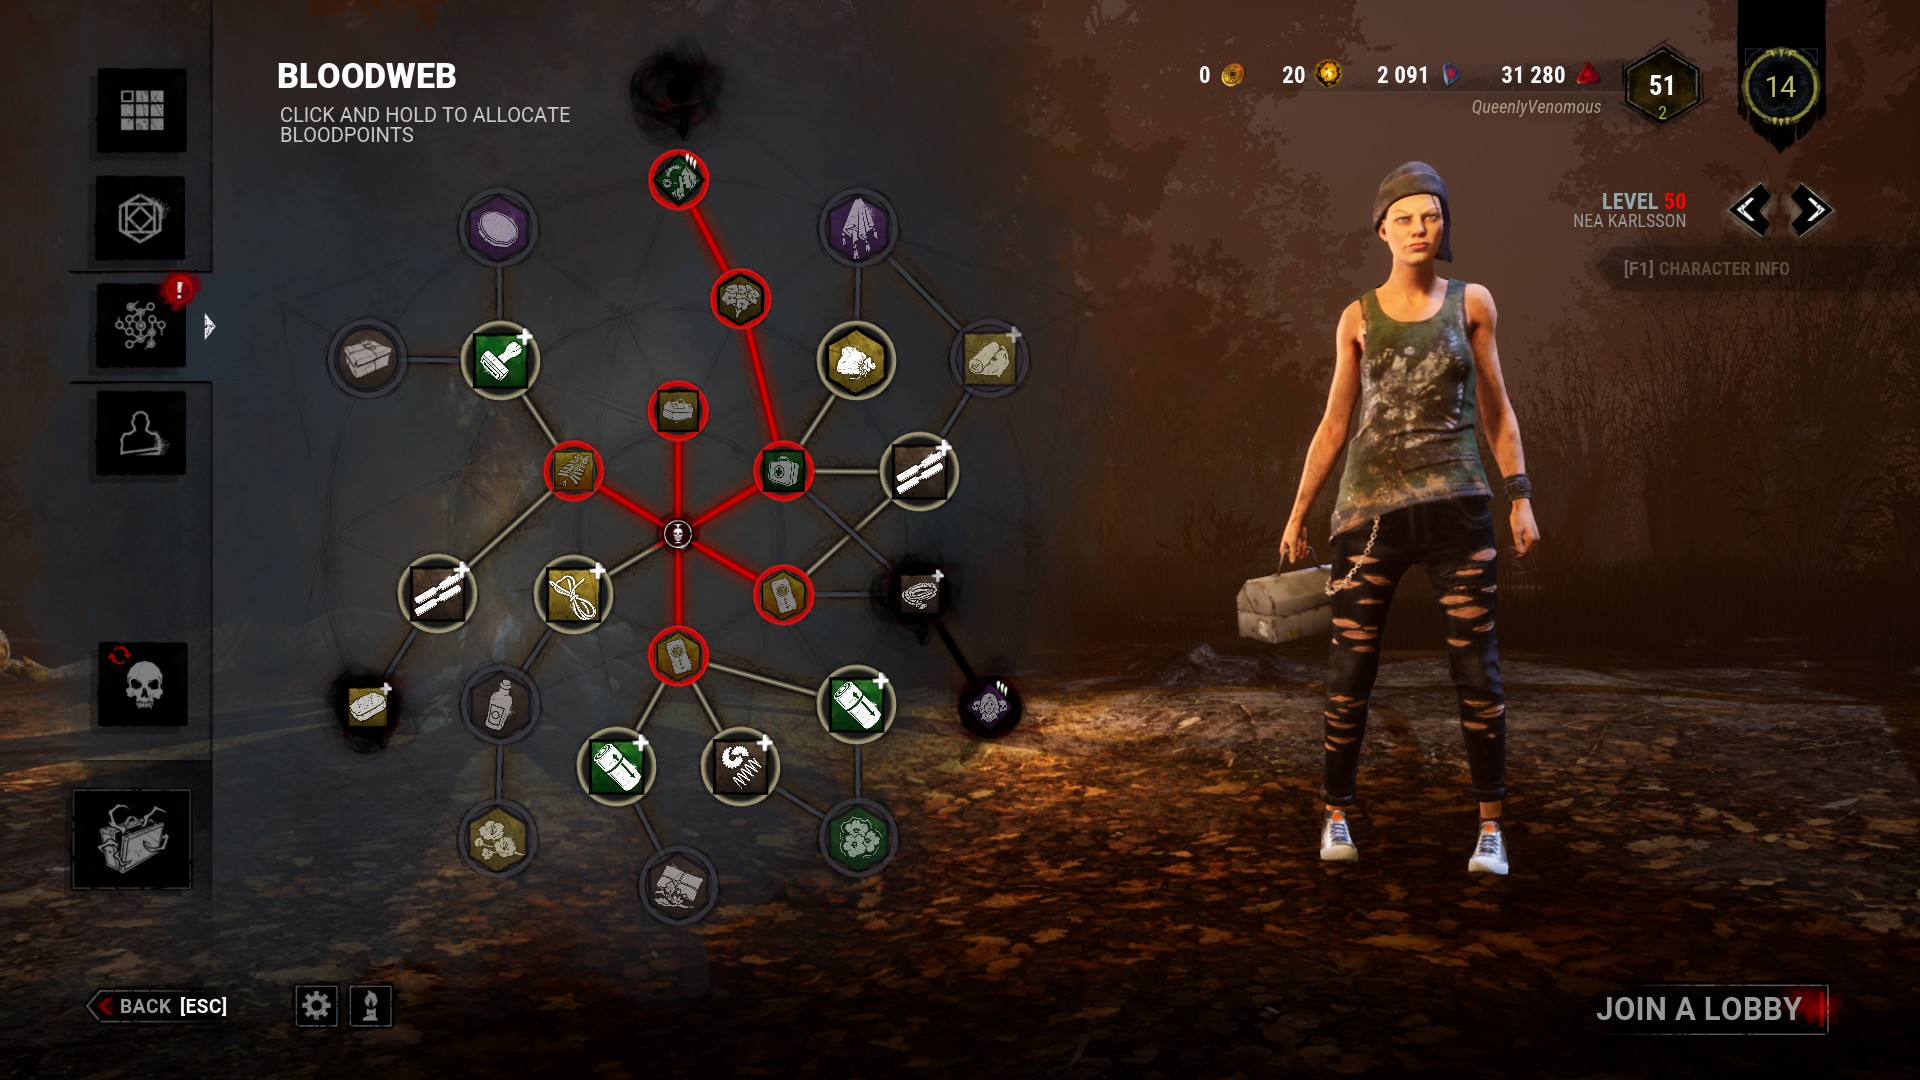 BLOODWEB
CLICK AND HOLD TO ALLOCATE
BLOODPOINTS
0 20 2 091 31 280
QueenlyVenomous
51
2
14
LEVEL 50
NEA KARLSSON
[F1] CHARACTER INFO
!
BACK [ESC]
JOIN A LOBBY